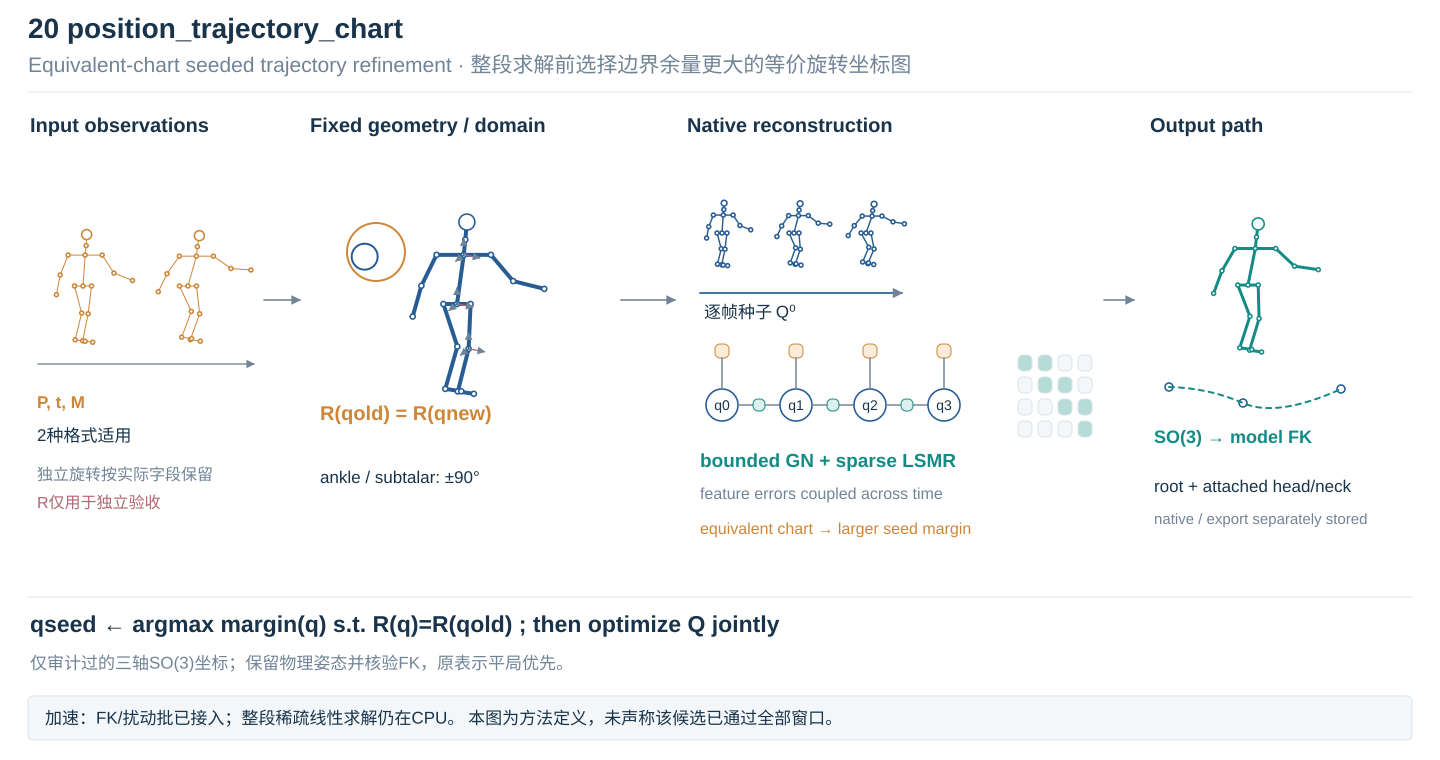 20 position_trajectory_chart
Equivalent-chart seeded trajectory refinement · 整段求解前选择边界余量更大的等价旋转坐标图
Input observations
Fixed geometry / domain
Native reconstruction
Output path
逐帧种子 Q⁰
q0 q1 q2 q3
P, t, M
2种格式适用
独立旋转按实际字段保留
R仅用于独立验收
R(qold) = R(qnew)
ankle / subtalar: ±90°
bounded GN + sparse LSMR
feature errors coupled across time
equivalent chart → larger seed margin
SO(3) → model FK
root + attached head/neck
native / export separately stored
qseed ← argmax margin(q) s.t. R(q)=R(qold) ; then optimize Q jointly
仅审计过的三轴SO(3)坐标；保留物理姿态并核验FK，原表示平局优先。
加速：FK/扰动批已接入；整段稀疏线性求解仍在CPU。 本图为方法定义，未声称该候选已通过全部窗口。